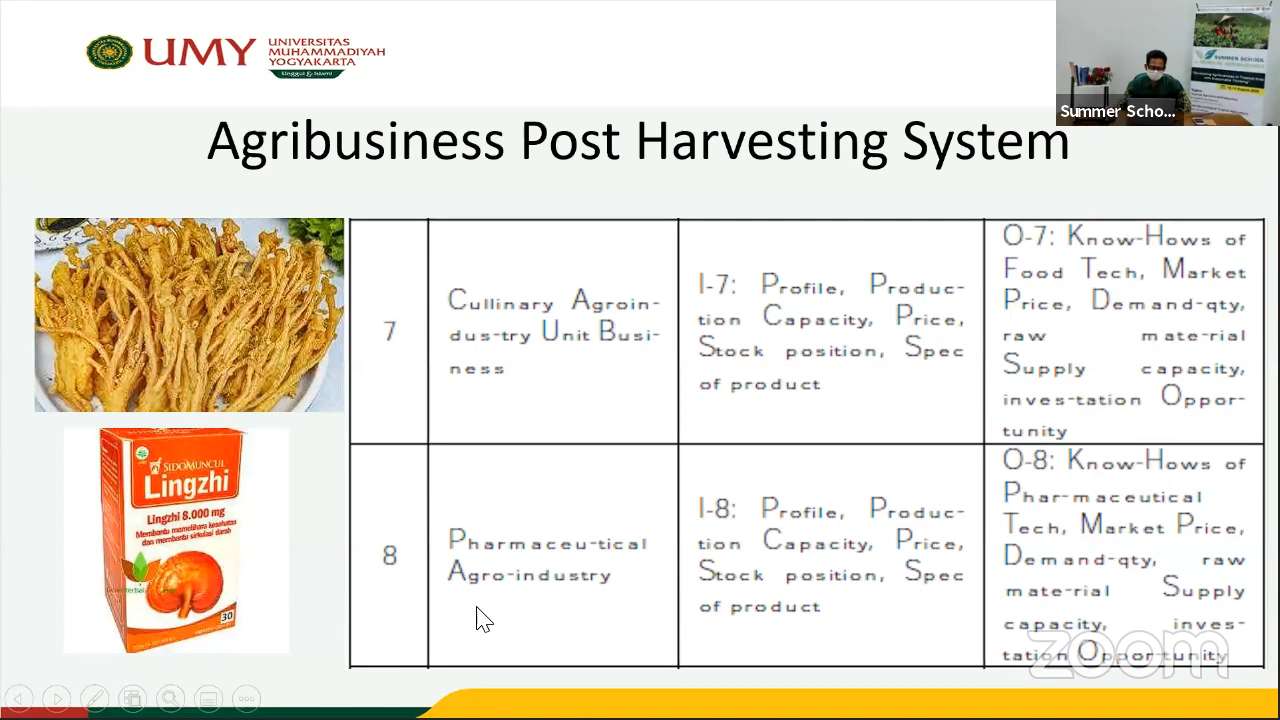 UMY
UNIVERSITAS
MUHAMMADIYAH
YOGYAKARTA
Unggul & Islami
Summer Scho...
SUMMER SCHOOL
Agribusiness Post Harvesting System
7
Cullinary Agroin-
dus-try Unit Busi-
ness
I-7: Profile, Produc-
tion Capacity, Price,
Stock position, Spec
of product
O-7: Know-Hows of
Food Tech, Market
Price, Demand-qty,
raw mate-rial
Supply capacity,
inves-tation Oppor-
tunity
8
Pharmaceu-tical
Agro-industry
I-8: Profile, Produc-
tion Capacity, Price,
Stock position, Spec
of product
O-8: Know-Hows of
Phar-maceutical
Tech, Market Price,
Demand-qty, raw
mate-rial Supply
capacity, inves-
tation Oppor-tunity
SIDOMUNCUL
Lingzhi
Lingzhi 8.000 mg
Membantu memelihara kesehatan
dan membantu sirkulasi darah
30
zoom